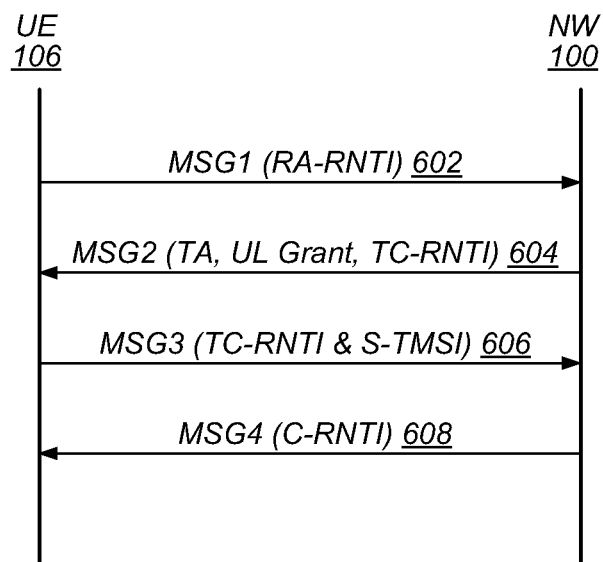 UE
106
NW
100
MSG1 (RA-RNTI) 602
MSG2 (TA, UL Grant, TC-RNTI) 604
MSG3 (TC-RNTI & S-TMSI) 606
MSG4 (C-RNTI) 608